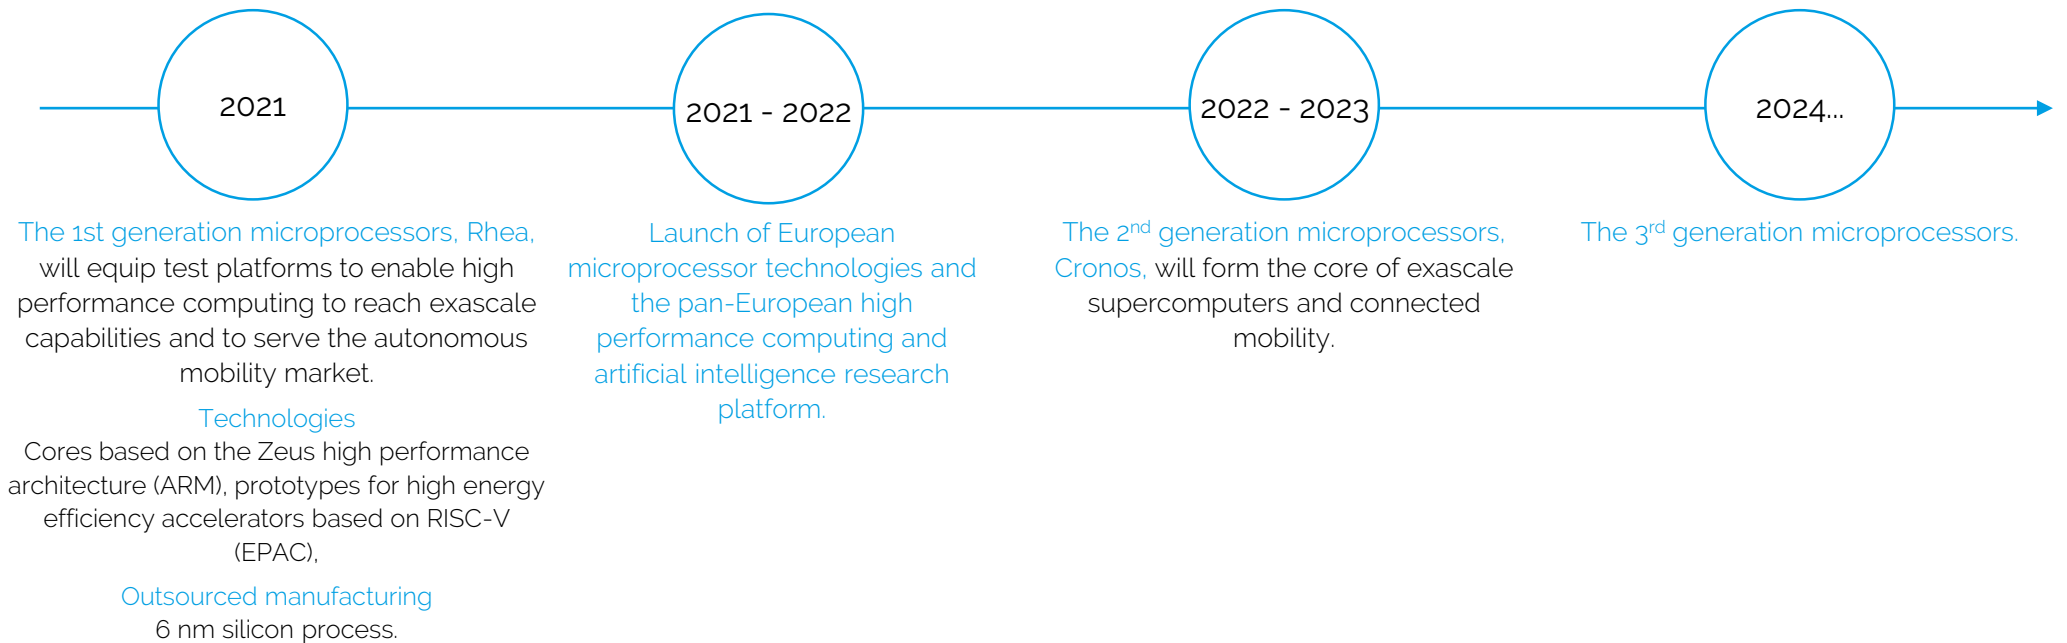 2021
The 1st generation microprocessors, Rhea,
will equip test platforms to enable high
performance computing to reach exascale
capabilities and to serve the autonomous
mobility market.
Technologies
Cores based on the Zeus high performance
architecture (ARM), prototypes for high energy
efficiency accelerators based on RISC-V
(EPAC),
Outsourced manufacturing
6 nm silicon process.
2021 - 2022
Launch of European
microprocessor technologies and
the pan-European high
performance computing and
artificial intelligence research
platform.
2022 - 2023
The 2nd generation microprocessors,
Cronos, will form the core of exascale
supercomputers and connected
mobility.
2024...
The 3rd generation microprocessors.